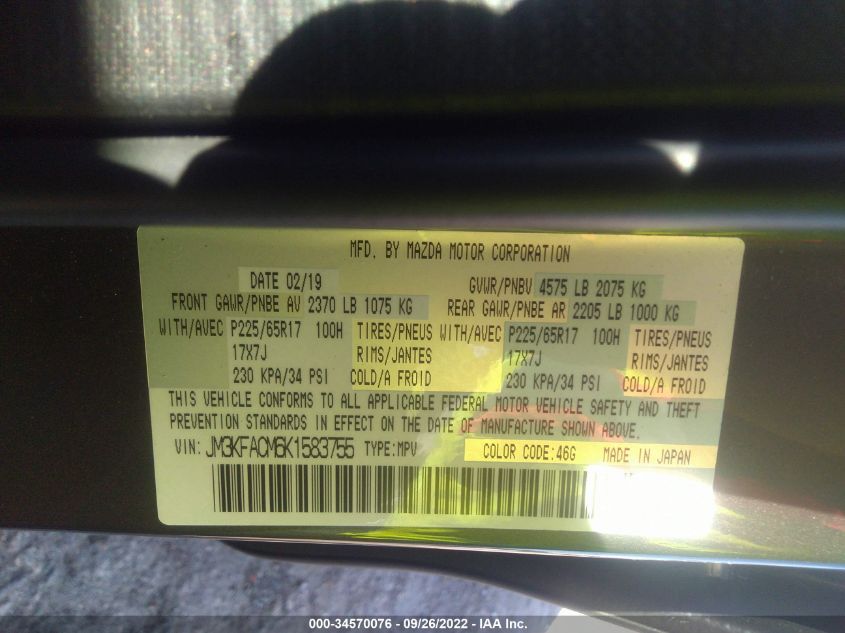 MFD. BY MAZDA MOTOR CORPORATION
DATE 02/19 GVWR/PNBV 4575 LB 2075 KG
FRONT GAWR/PNBE AV 2370 LB 1075 KG REAR GAWR/PNBE AR 2205 LB 1000 KG
WITH/AVEC P225/65R17 100H TIRES/PNEUS WITH/AVEC P225/65R17 100H TIRES/PNEUS
17X7J RIMS/JANTES 17X7J RIMS/JANTES
230 KPA/34 PSI COLD/A FROID 230 KPA/34 PSI COLD/A FROID
THIS VEHICLE CONFORMS TO ALL APPLICABLE FEDERAL MOTOR VEHICLE SAFETY AND THEFT
PREVENTION STANDARDS IN EFFECT ON THE DATE OF MANUFACTURE SHOWN ABOVE.
VIN: JM3KFACM6K1583755 TYPE:MPV COLOR CODE:46G MADE IN JAPAN
000-34570076 - 09/26/2022 - IAA Inc.